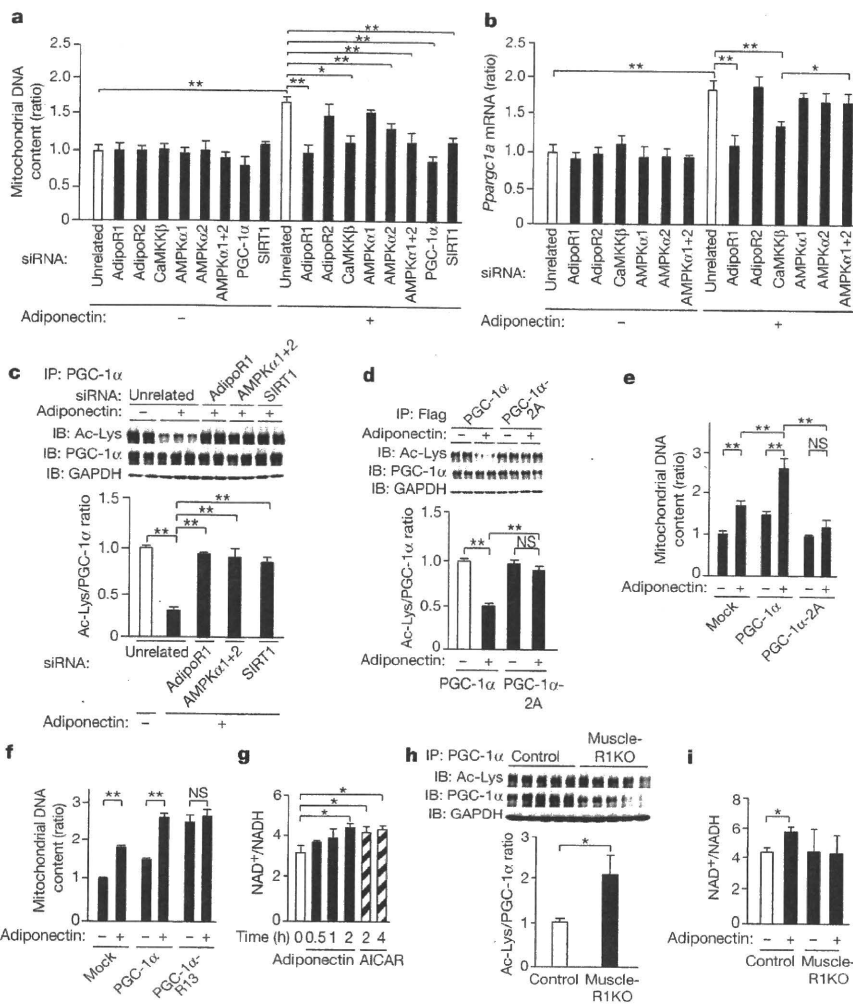 a
Mitochondrial DNA
content (ratio)
2.5
2.0
1.5
1.0
0.5
0
**
**
**
**
**
*
**
siRNA:
Unrelated
AdipoR1
AdipoR2
CaMKKβ
AMPKα1
AMPKα2
AMPKα1+2
PGC-1α
SIRT1
Unrelated
AdipoR1
AdipoR2
CaMKKβ
AMPKα1
AMPKα2
AMPKα1+2
PGC-1α
SIRT1
Adiponectin: – +
b
Ppargc1a mRNA (ratio)
2.5
2.0
1.5
1.0
0.5
0
**
**
**
*
siRNA:
Unrelated
AdipoR1
AdipoR2
CaMKKβ
AMPKα1
AMPKα2
AMPKα1+2
Unrelated
AdipoR1
AdipoR2
CaMKKβ
AMPKα1
AMPKα2
AMPKα1+2
Adiponectin: – +
c
IP: PGC-1α
siRNA: Unrelated AdipoR1 AMPKα1+2 SIRT1
Adiponectin: – + + + +
IB: Ac-Lys
IB: PGC-1α
IB: GAPDH
Ac-Lys/PGC-1α ratio
1.0
0.5
0
**
**
**
**
siRNA: Unrelated AdipoR1 AMPKα1+2 SIRT1
Adiponectin: – +
d
IP: Flag PGC-1α PGC-1α-2A
Adiponectin: – + – +
IB: Ac-Lys
IB: PGC-1α
IB: GAPDH
Ac-Lys/PGC-1α ratio
1.0
0.5
0
**
**
NS
Adiponectin: – + – +
PGC-1α PGC-1α-
2A
e
Mitochondrial DNA
content (ratio)
3
2
1
0
**
**
**
**
NS
Adiponectin: – + – + – +
Mock PGC-1α PGC-1α-2A
f
Mitochondrial DNA
content (ratio)
2
1
0
** ** NS
Adiponectin: – + – + – +
Mock PGC-1α PGC-1α-
R13
g
NAD⁺/NADH
6
4
2
0
*
*
*
Time (h) 0 0.5 1 2 2 4
Adiponectin AICAR
h
IP: PGC-1α Control Muscle-
R1KO
IB: Ac-Lys
IB: PGC-1α
IB: GAPDH
Ac-Lys/PGC-1α ratio
3
2
1
0
*
Control Muscle-
R1KO
i
NAD⁺/NADH
8
6
4
2
0
*
Adiponectin: – + – +
Control Muscle-
R1KO